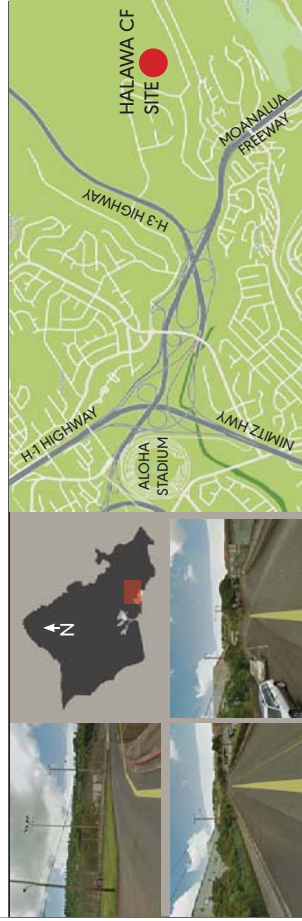 HALAWA CF
SITE
H-3 HIGHWAY
MOANALUA
FREEWAY
H-1 HIGHWAY
ALOHA
STADIUM
NIMITZ HWY
N